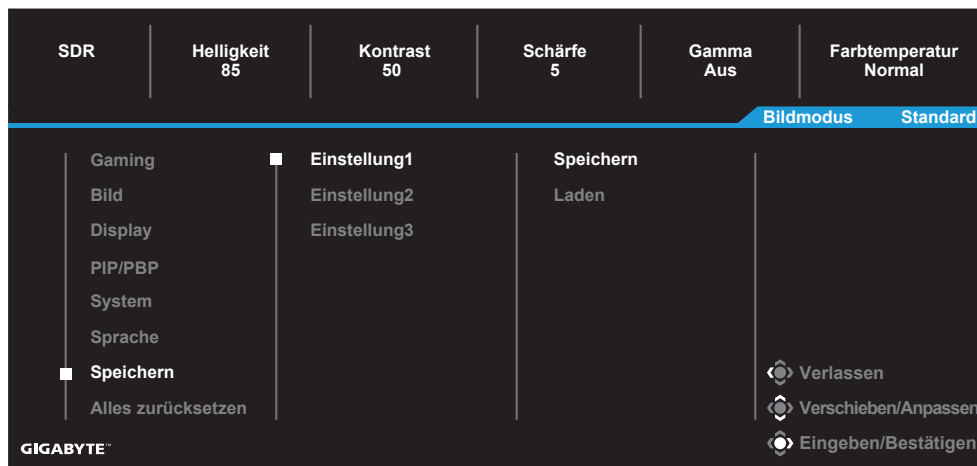 SDR
Helligkeit
85
Kontrast
50
Schärfe
5
Gamma
Aus
Farbtemperatur
Normal
Bildmodus Standard
Gaming
Bild
Display
PIP/PBP
System
Sprache
Speichern
Alles zurücksetzen
Einstellung1
Einstellung2
Einstellung3
Speichern
Laden
Verlassen
Verschieben/Anpassen
Eingeben/Bestätigen
GIGABYTE™